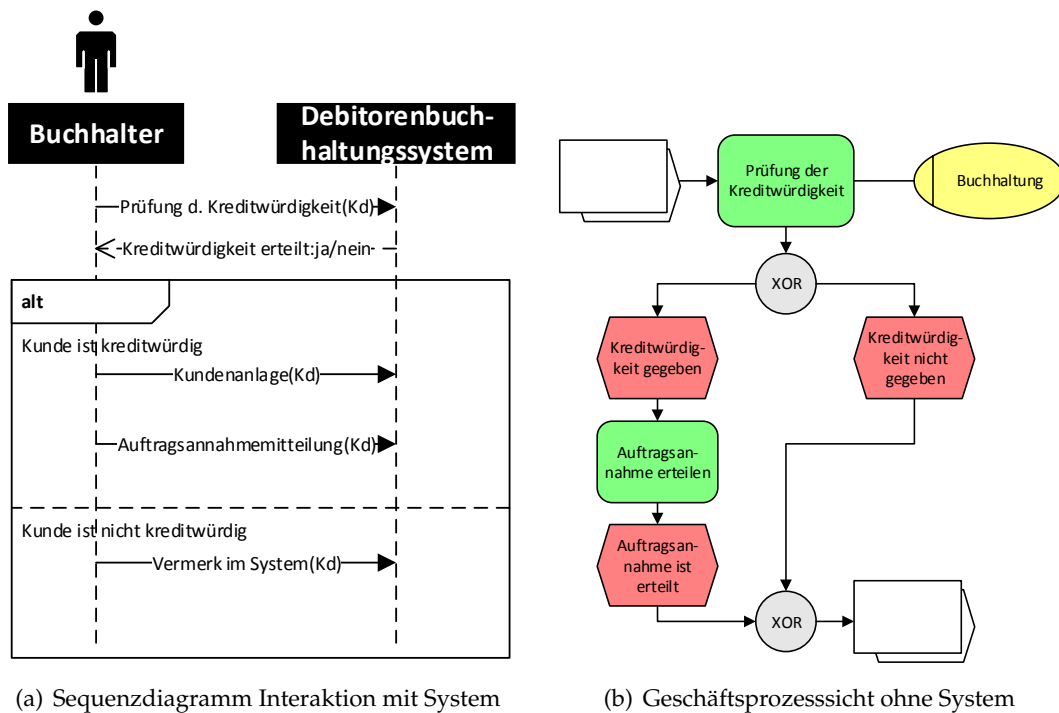 Buchhalter
Debitorenbuch-
haltungssystem
Prüfung d. Kreditwürdigkeit(Kd)
Kreditwürdigkeit erteilt:ja/nein
alt
Kunde ist kreditwürdig
Kundenanlage(Kd)
Auftragsannahmemitteilung(Kd)
Kunde ist nicht kreditwürdig
Vermerk im System(Kd)
(a) Sequenzdiagramm Interaktion mit System
Prüfung der
Kreditwürdigkeit
Buchhaltung
XOR
Kreditwürdig-
keit gegeben
Kreditwürdig-
keit nicht
gegeben
Auftragsan-
nahme erteilen
Auftragsan-
nahme ist
erteilt
XOR
(b) Geschäftsprozesssicht ohne System